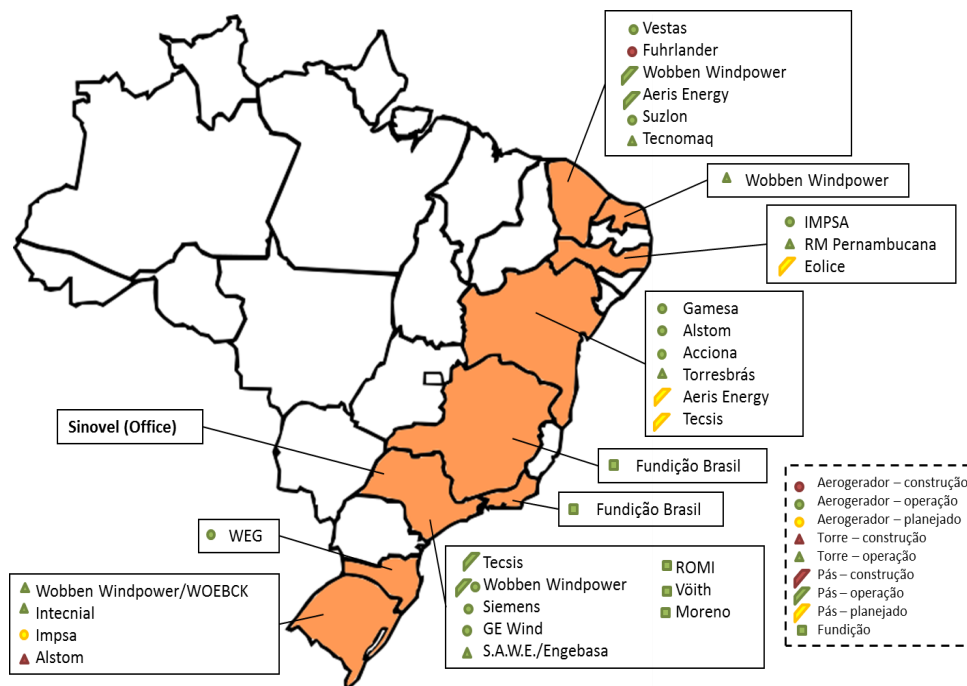 Vestas
Fuhrlander
Wobben Windpower
Aeris Energy
Suzlon
Tecnomaq
Wobben Windpower
IMPSA
RM Pernambucana
Eolice
Gamesa
Alstom
Acciona
Torresbrás
Aeris Energy
Tecsis
Sinovel (Office)
Fundição Brasil
Fundição Brasil
WEG
Tecsis
Wobben Windpower
Siemens
GE Wind
S.A.W.E./Engebasa
ROMI
Vöith
Moreno
Wobben Windpower/WOEBCK
Intecnial
Impsa
Alstom
Aerogerador – construção
Aerogerador – operação
Aerogerador – planejado
Torre – construção
Torre – operação
Pás – construção
Pás – operação
Pás – planejado
Fundição